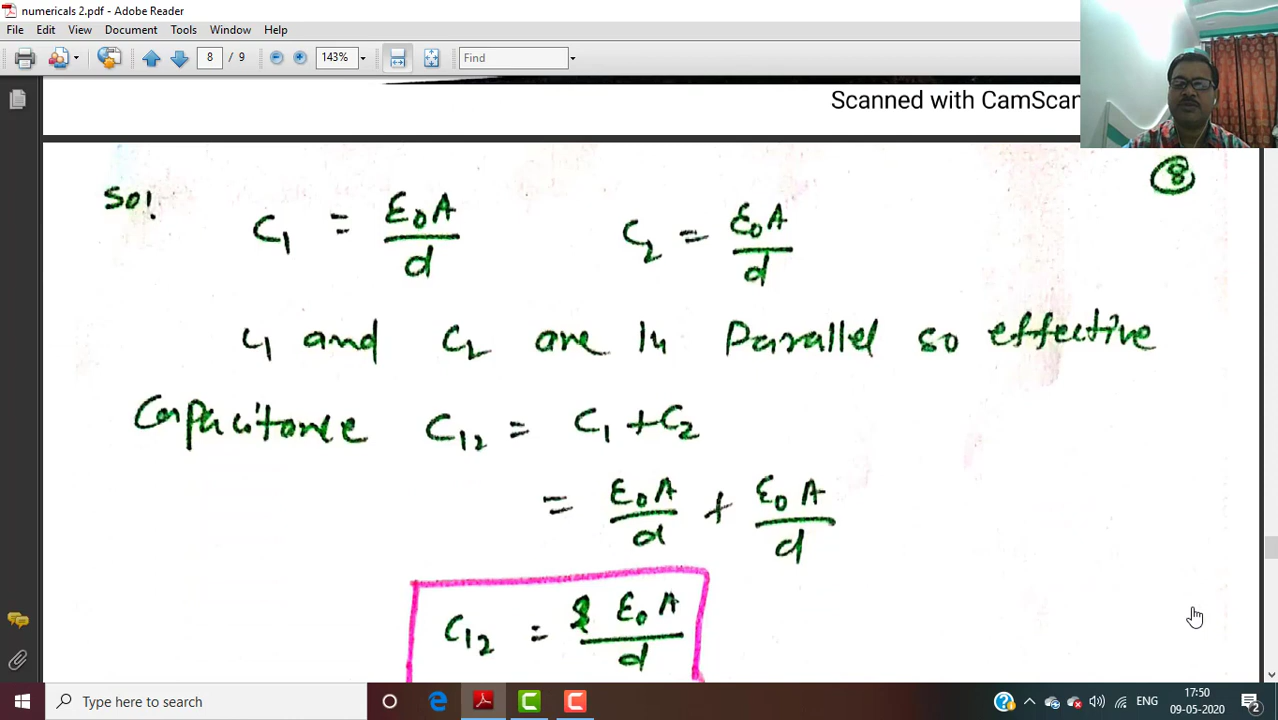 numericals 2.pdf - Adobe Reader
File Edit View Document Tools Window Help
8 / 9 143% Find
Scanned with CamScan
8
So!
C₁ = ε₀A/d C₂ = ε₀A/d
C₁ and C₂ are in Parallel so effective
Capacitance C₁₂ = C₁ + C₂
= ε₀A/d + ε₀A/d
C₁₂ = 2 ε₀A/d
Type here to search
ENG
17:50
09-05-2020
2